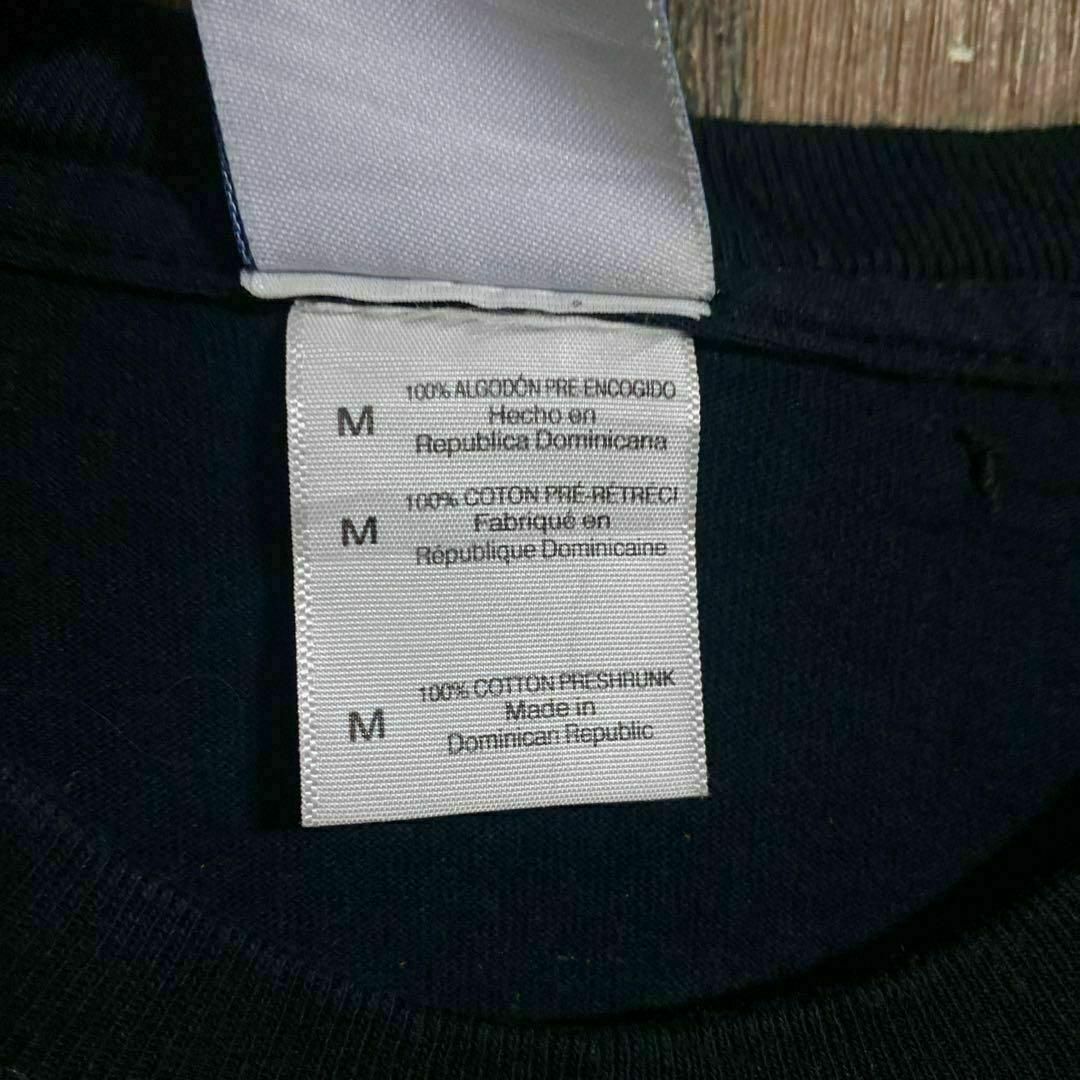 M
100% ALGODÓN PRE ENCOGIDO
Hecho en
Republica Dominicana
M
100% COTON PRÉ-RÉTRÉCI
Fabriqué en
République Dominicaine
M
100% COTTON PRESHRUNK
Made in
Dominican Republic